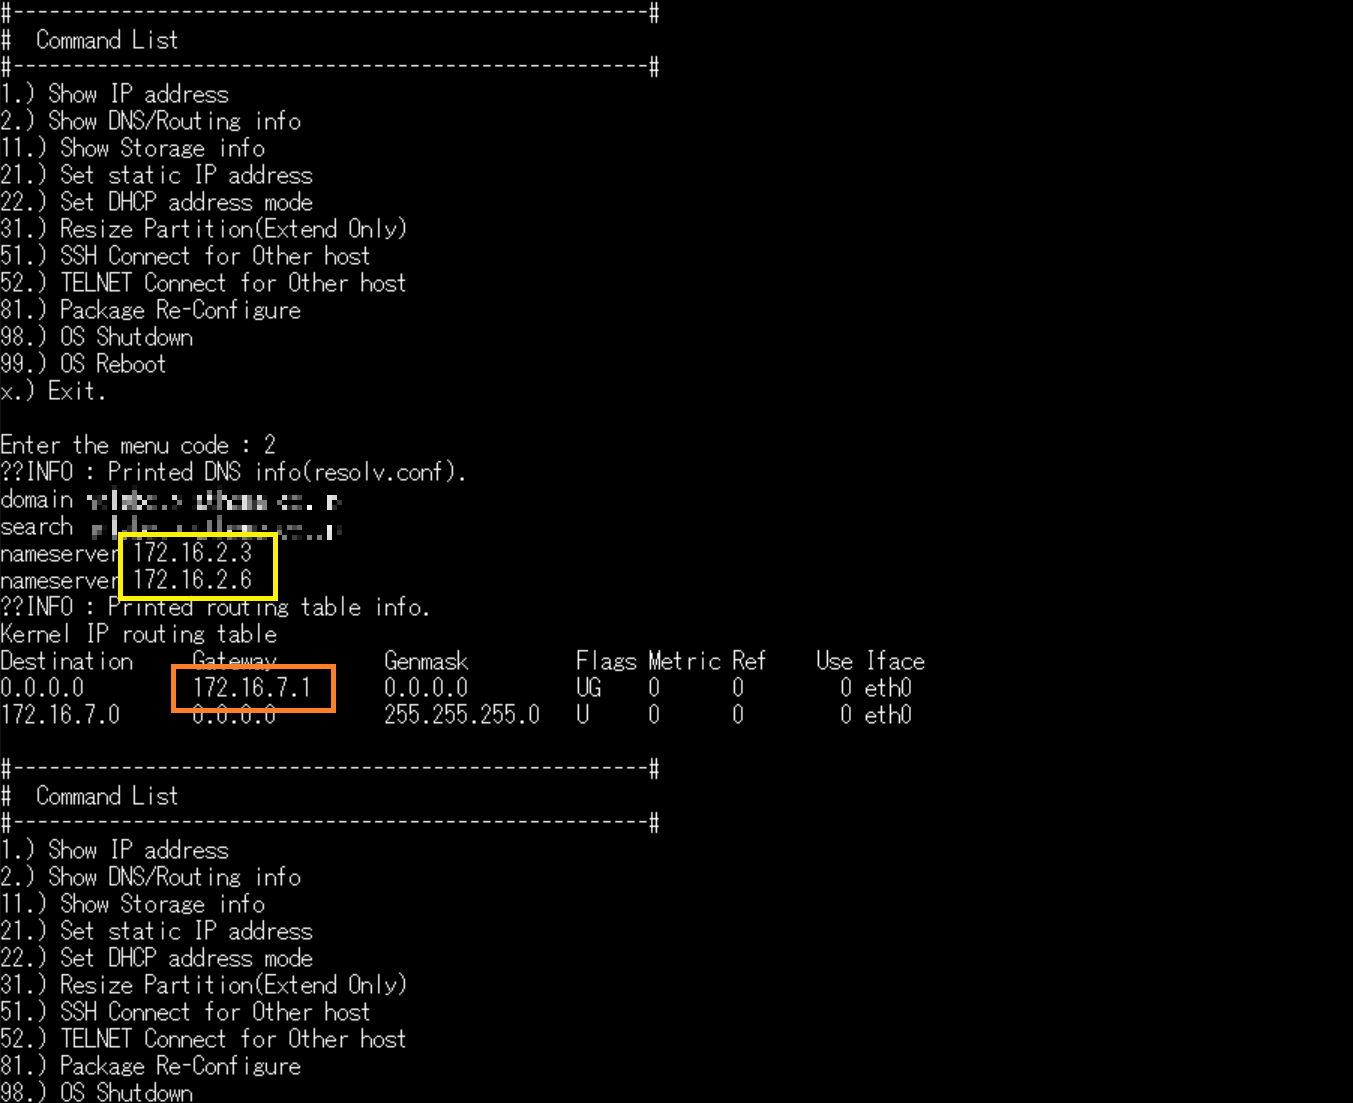 #-----------------------------------------------------#
#  Command List
#-----------------------------------------------------#
1.) Show IP address
2.) Show DNS/Routing info
11.) Show Storage info
21.) Set static IP address
22.) Set DHCP address mode
31.) Resize Partition(Extend Only)
51.) SSH Connect for Other host
52.) TELNET Connect for Other host
81.) Package Re-Configure
98.) OS Shutdown
99.) OS Reboot
x.) Exit.
Enter the menu code : 2
??INFO : Printed DNS info(resolv.conf).
domain
search
nameserver 172.16.2.3
nameserver 172.16.2.6
??INFO : Printed routing table info.
Kernel IP routing table
Destination     Gateway         Genmask         Flags Metric Ref    Use Iface
0.0.0.0         172.16.7.1      0.0.0.0         UG    0      0        0 eth0
172.16.7.0      0.0.0.0         255.255.255.0   U     0      0        0 eth0
#-----------------------------------------------------#
#  Command List
#-----------------------------------------------------#
1.) Show IP address
2.) Show DNS/Routing info
11.) Show Storage info
21.) Set static IP address
22.) Set DHCP address mode
31.) Resize Partition(Extend Only)
51.) SSH Connect for Other host
52.) TELNET Connect for Other host
81.) Package Re-Configure
98.) OS Shutdown